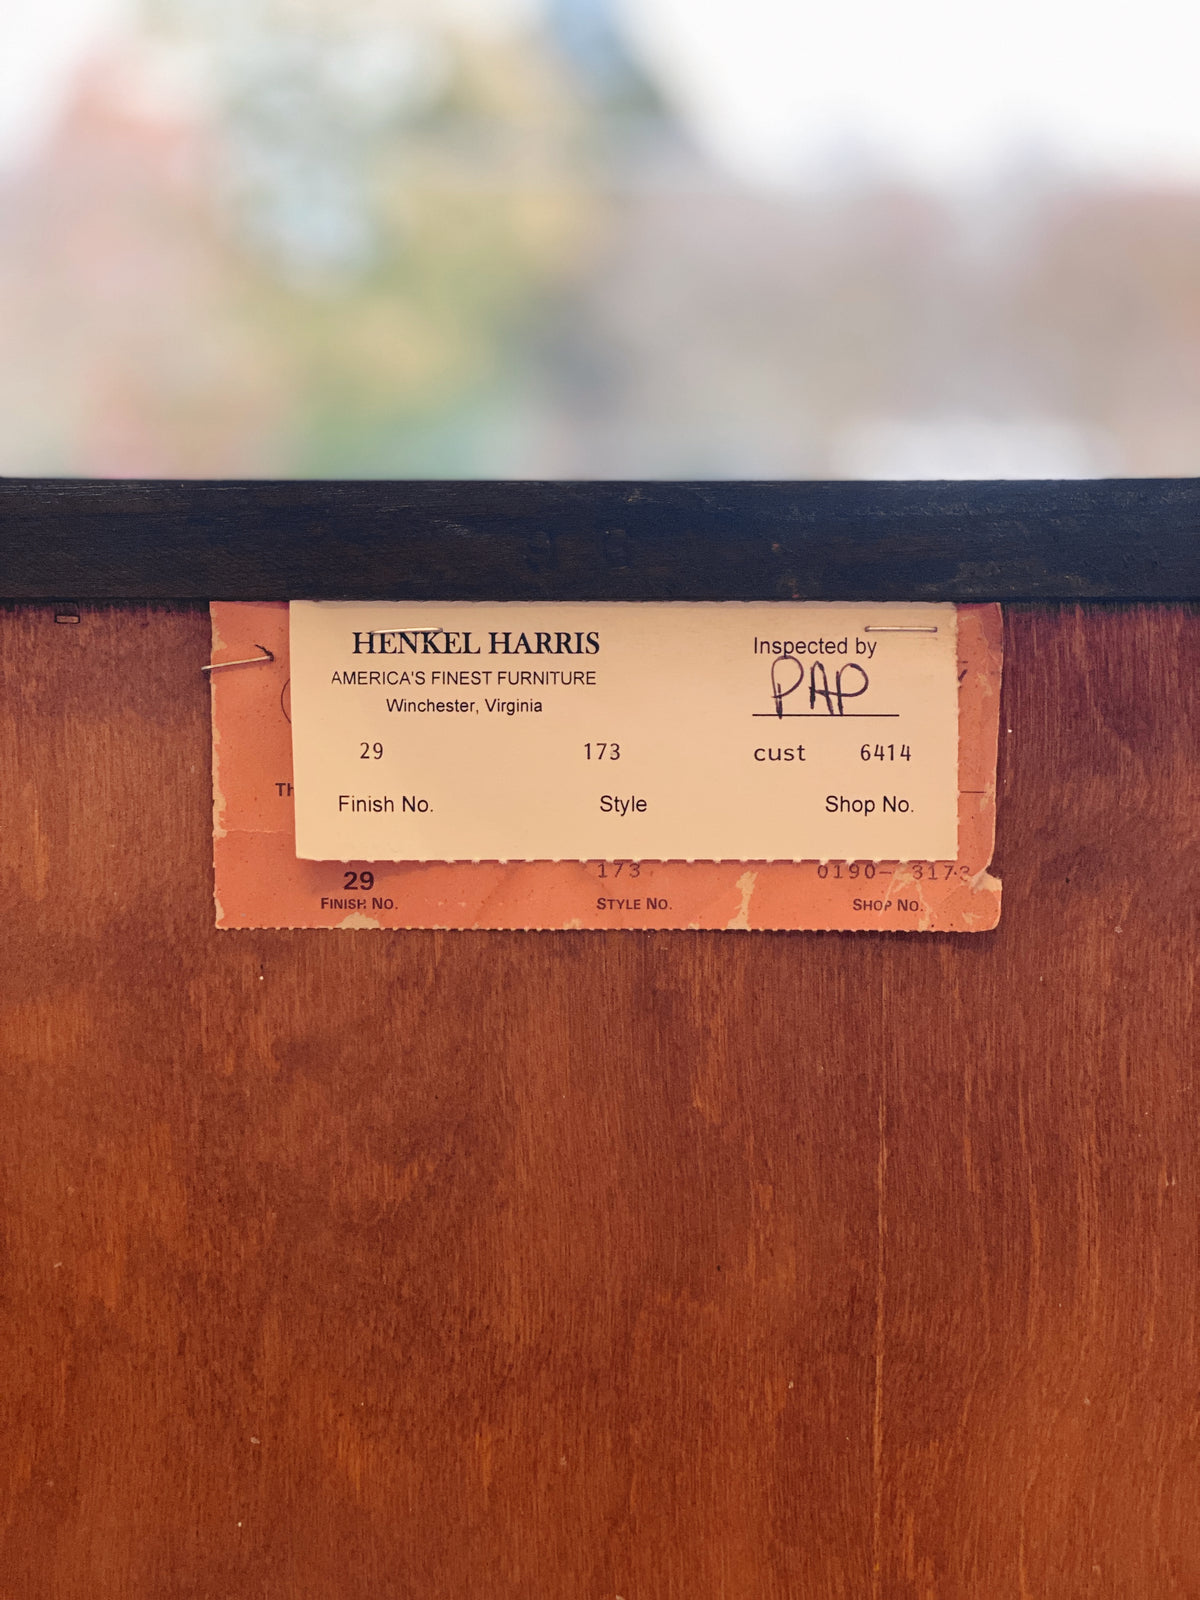 HENKEL HARRIS
AMERICA'S FINEST FURNITURE
Winchester, Virginia
Inspected by
PAP
29 173 cust 6414
Finish No. Style Shop No.
29 173
FINISH NO. STYLE NO. SHOP NO.